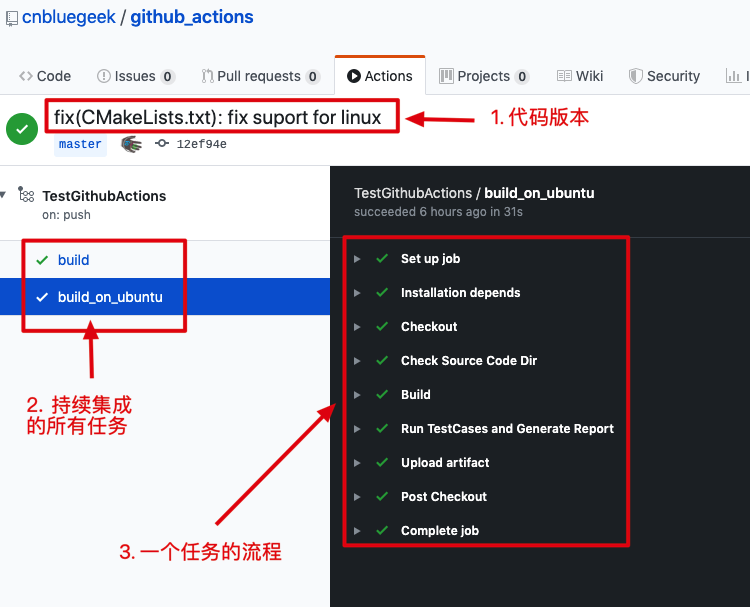 cnbluegeek / github_actions
Code Issues 0 Pull requests 0 Actions Projects 0 Wiki Security
fix(CMakeLists.txt): fix suport for linux
1. 代码版本
master 12ef94e
TestGithubActions
on: push
build
build_on_ubuntu
2. 持续集成
的所有任务
TestGithubActions / build_on_ubuntu
succeeded 6 hours ago in 31s
Set up job
Installation depends
Checkout
Check Source Code Dir
Build
Run TestCases and Generate Report
Upload artifact
Post Checkout
Complete job
3. 一个任务的流程